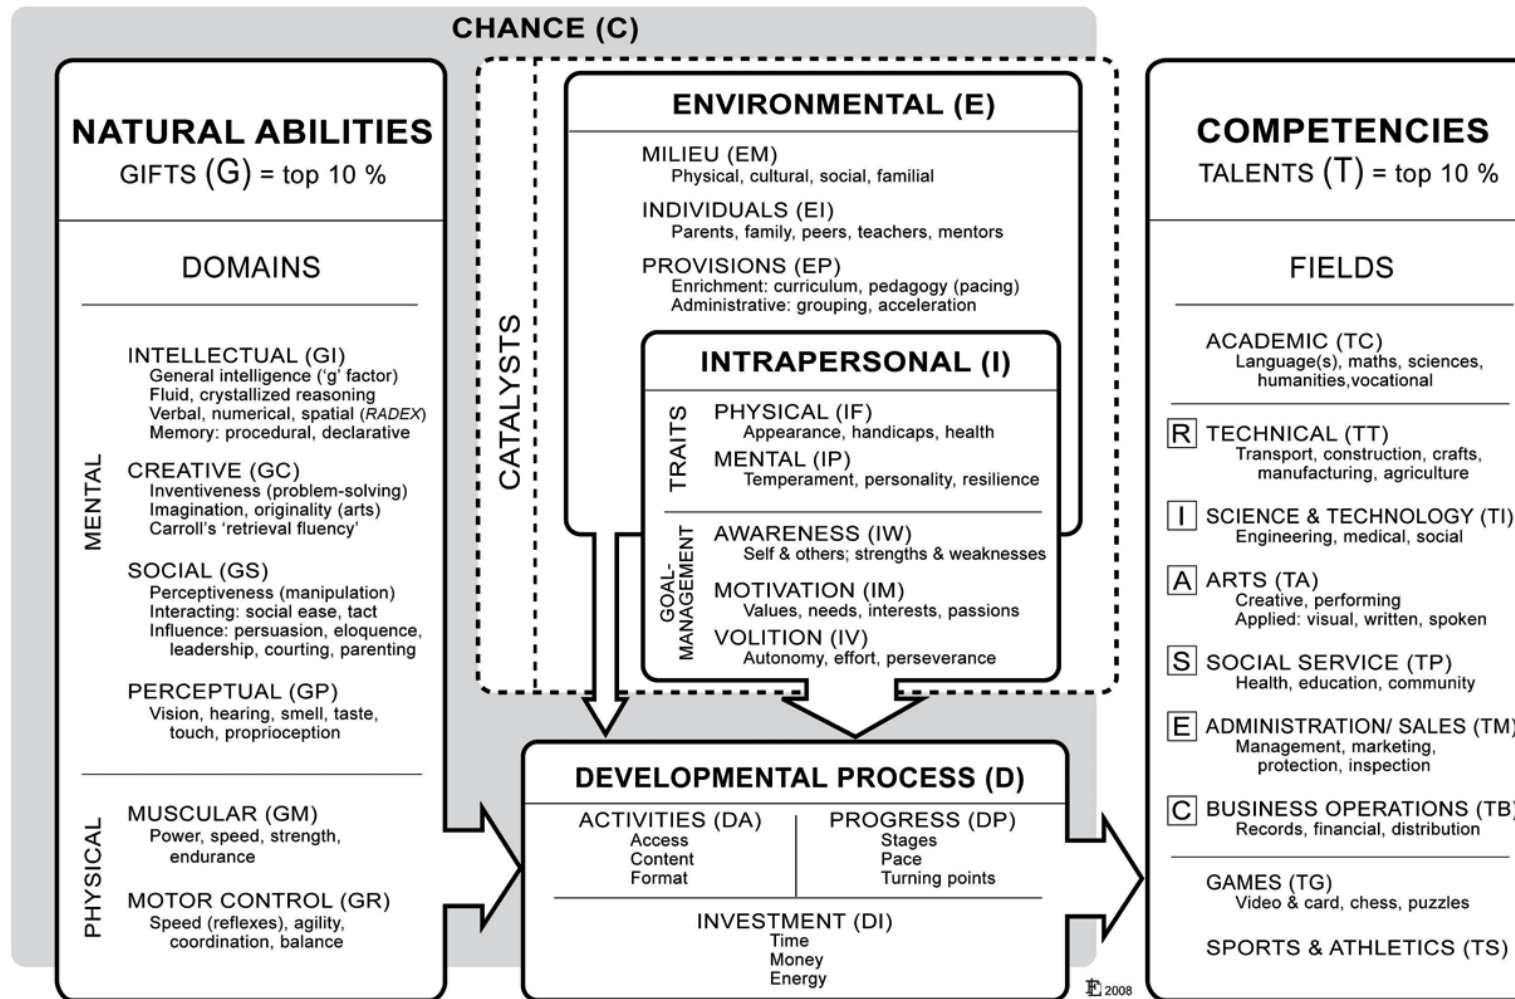 CHANCE (C)
NATURAL ABILITIES
GIFTS (G) = top 10 %
DOMAINS
MENTAL
INTELLECTUAL (GI)
General intelligence (‘g’ factor)
Fluid, crystallized reasoning
Verbal, numerical, spatial (RADEX)
Memory: procedural, declarative
CREATIVE (GC)
Inventiveness (problem-solving)
Imagination, originality (arts)
Carroll’s ‘retrieval fluency’
SOCIAL (GS)
Perceptiveness (manipulation)
Interacting: social ease, tact
Influence: persuasion, eloquence,
leadership, courting, parenting
PERCEPTUAL (GP)
Vision, hearing, smell, taste,
touch, proprioception
PHYSICAL
MUSCULAR (GM)
Power, speed, strength,
endurance
MOTOR CONTROL (GR)
Speed (reflexes), agility,
coordination, balance
CATALYSTS
ENVIRONMENTAL (E)
MILIEU (EM)
Physical, cultural, social, familial
INDIVIDUALS (EI)
Parents, family, peers, teachers, mentors
PROVISIONS (EP)
Enrichment: curriculum, pedagogy (pacing)
Administrative: grouping, acceleration
INTRAPERSONAL (I)
TRAITS
PHYSICAL (IF)
Appearance, handicaps, health
MENTAL (IP)
Temperament, personality, resilience
GOAL-
MANAGEMENT
AWARENESS (IW)
Self & others; strengths & weaknesses
MOTIVATION (IM)
Values, needs, interests, passions
VOLITION (IV)
Autonomy, effort, perseverance
DEVELOPMENTAL PROCESS (D)
ACTIVITIES (DA)
Access
Content
Format
PROGRESS (DP)
Stages
Pace
Turning points
INVESTMENT (DI)
Time
Money
Energy
2008
COMPETENCIES
TALENTS (T) = top 10 %
FIELDS
ACADEMIC (TC)
Language(s), maths, sciences,
humanities,vocational
R TECHNICAL (TT)
Transport, construction, crafts,
manufacturing, agriculture
I SCIENCE & TECHNOLOGY (TI)
Engineering, medical, social
A ARTS (TA)
Creative, performing
Applied: visual, written, spoken
S SOCIAL SERVICE (TP)
Health, education, community
E ADMINISTRATION/ SALES (TM)
Management, marketing,
protection, inspection
C BUSINESS OPERATIONS (TB)
Records, financial, distribution
GAMES (TG)
Video & card, chess, puzzles
SPORTS & ATHLETICS (TS)